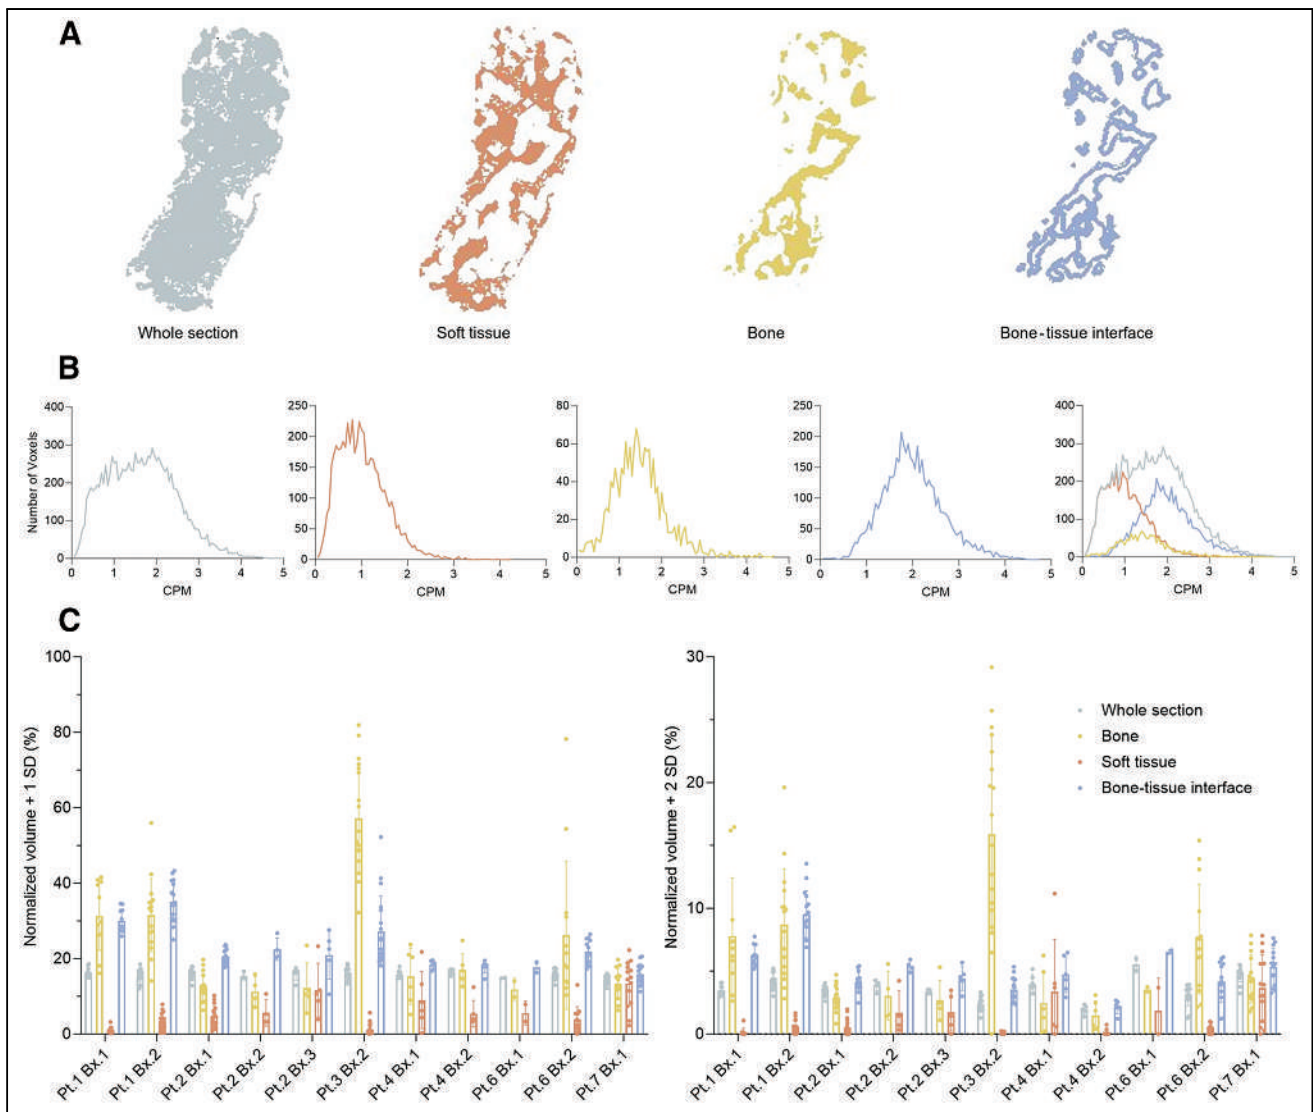 A
Whole section
Soft tissue
Bone
Bone-tissue interface
B
Number of Voxels
400
300
200
100
0
0 1 2 3 4 5
CPM
250
200
150
100
50
0
0 1 2 3 4 5
CPM
80
60
40
20
0
0 1 2 3 4 5
CPM
250
200
150
100
50
0
0 1 2 3 4 5
CPM
400
300
200
100
0
0 1 2 3 4 5
CPM
C
Normalized volume + 1 SD (%)
100
80
60
40
20
0
Pt.1 Bx.1
Pt.1 Bx.2
Pt.2 Bx.1
Pt.2 Bx.2
Pt.2 Bx.3
Pt.3 Bx.2
Pt.4 Bx.1
Pt.4 Bx.2
Pt.6 Bx.1
Pt.6 Bx.2
Pt.7 Bx.1
Normalized volume + 2 SD (%)
30
20
10
0
Whole section
Bone
Soft tissue
Bone-tissue interface
Pt.1 Bx.1
Pt.1 Bx.2
Pt.2 Bx.1
Pt.2 Bx.2
Pt.2 Bx.3
Pt.3 Bx.2
Pt.4 Bx.1
Pt.4 Bx.2
Pt.6 Bx.1
Pt.6 Bx.2
Pt.7 Bx.1